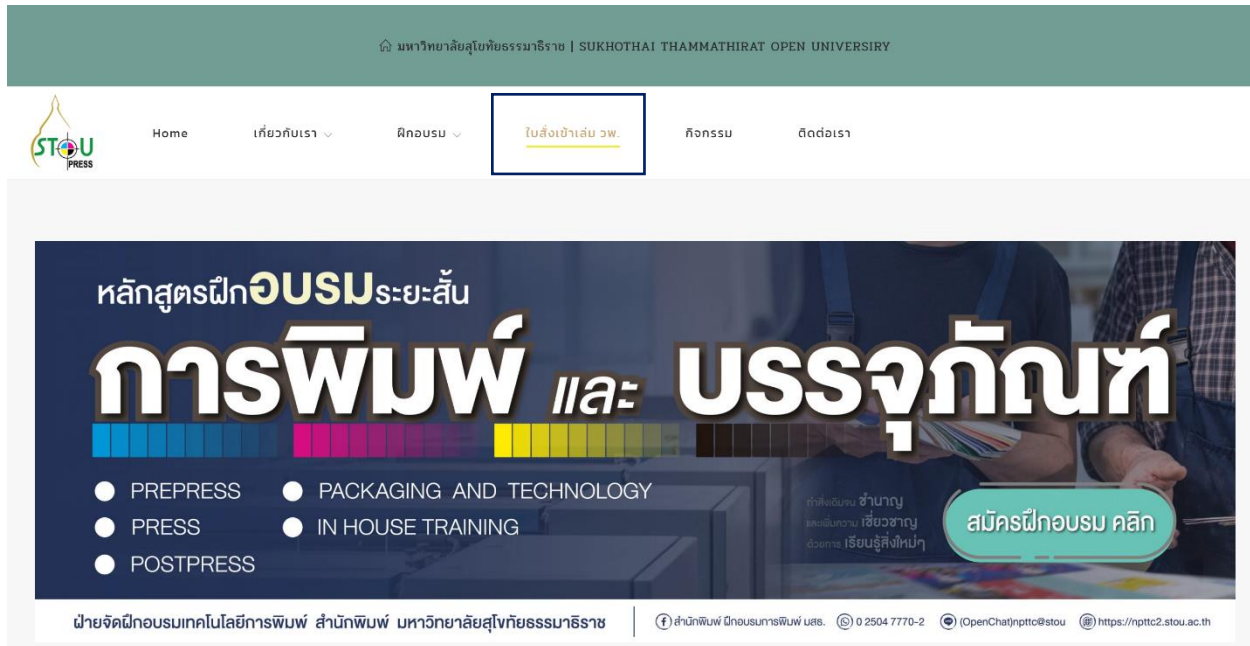 มหาวิทยาลัยสุโขทัยธรรมาธิราช | SUKHOTHAI THAMMATHIRAT OPEN UNIVERSIRY
STOU
PRESS
Home
เกี่ยวกับเรา
ฝึกอบรม
ใบสั่งเข้าเล่ม วพ.
กิจกรรม
ติดต่อเรา
หลักสูตรฝึกอบรมระยะสั้น
การพิมพ์ และ บรรจุภัณฑ์
PREPRESS
PACKAGING AND TECHNOLOGY
PRESS
IN HOUSE TRAINING
POSTPRESS
ทำสิ่งเดิมจน ชำนาญ
และเพิ่มความ เชี่ยวชาญ
ด้วยการ เรียนรู้สิ่งใหม่ๆ
สมัครฝึกอบรม คลิก
ฝ่ายจัดฝึกอบรมเทคโนโลยีการพิมพ์ สำนักพิมพ์ มหาวิทยาลัยสุโขทัยธรรมาธิราช
สำนักพิมพ์ ฝึกอบรมการพิมพ์ มสธ. 0 2504 7770-2 (OpenChat)npttc@stou https://npttc2.stou.ac.th